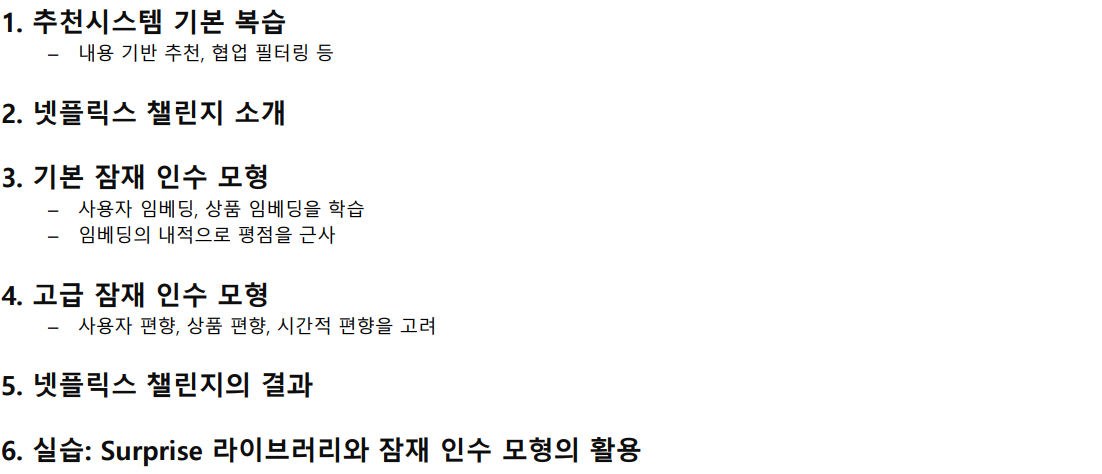 1. 추천시스템 기본 복습
– 내용 기반 추천, 협업 필터링 등
2. 넷플릭스 챌린지 소개
3. 기본 잠재 인수 모형
– 사용자 임베딩, 상품 임베딩을 학습
– 임베딩의 내적으로 평점을 근사
4. 고급 잠재 인수 모형
– 사용자 편향, 상품 편향, 시간적 편향을 고려
5. 넷플릭스 챌린지의 결과
6. 실습: Surprise 라이브러리와 잠재 인수 모형의 활용